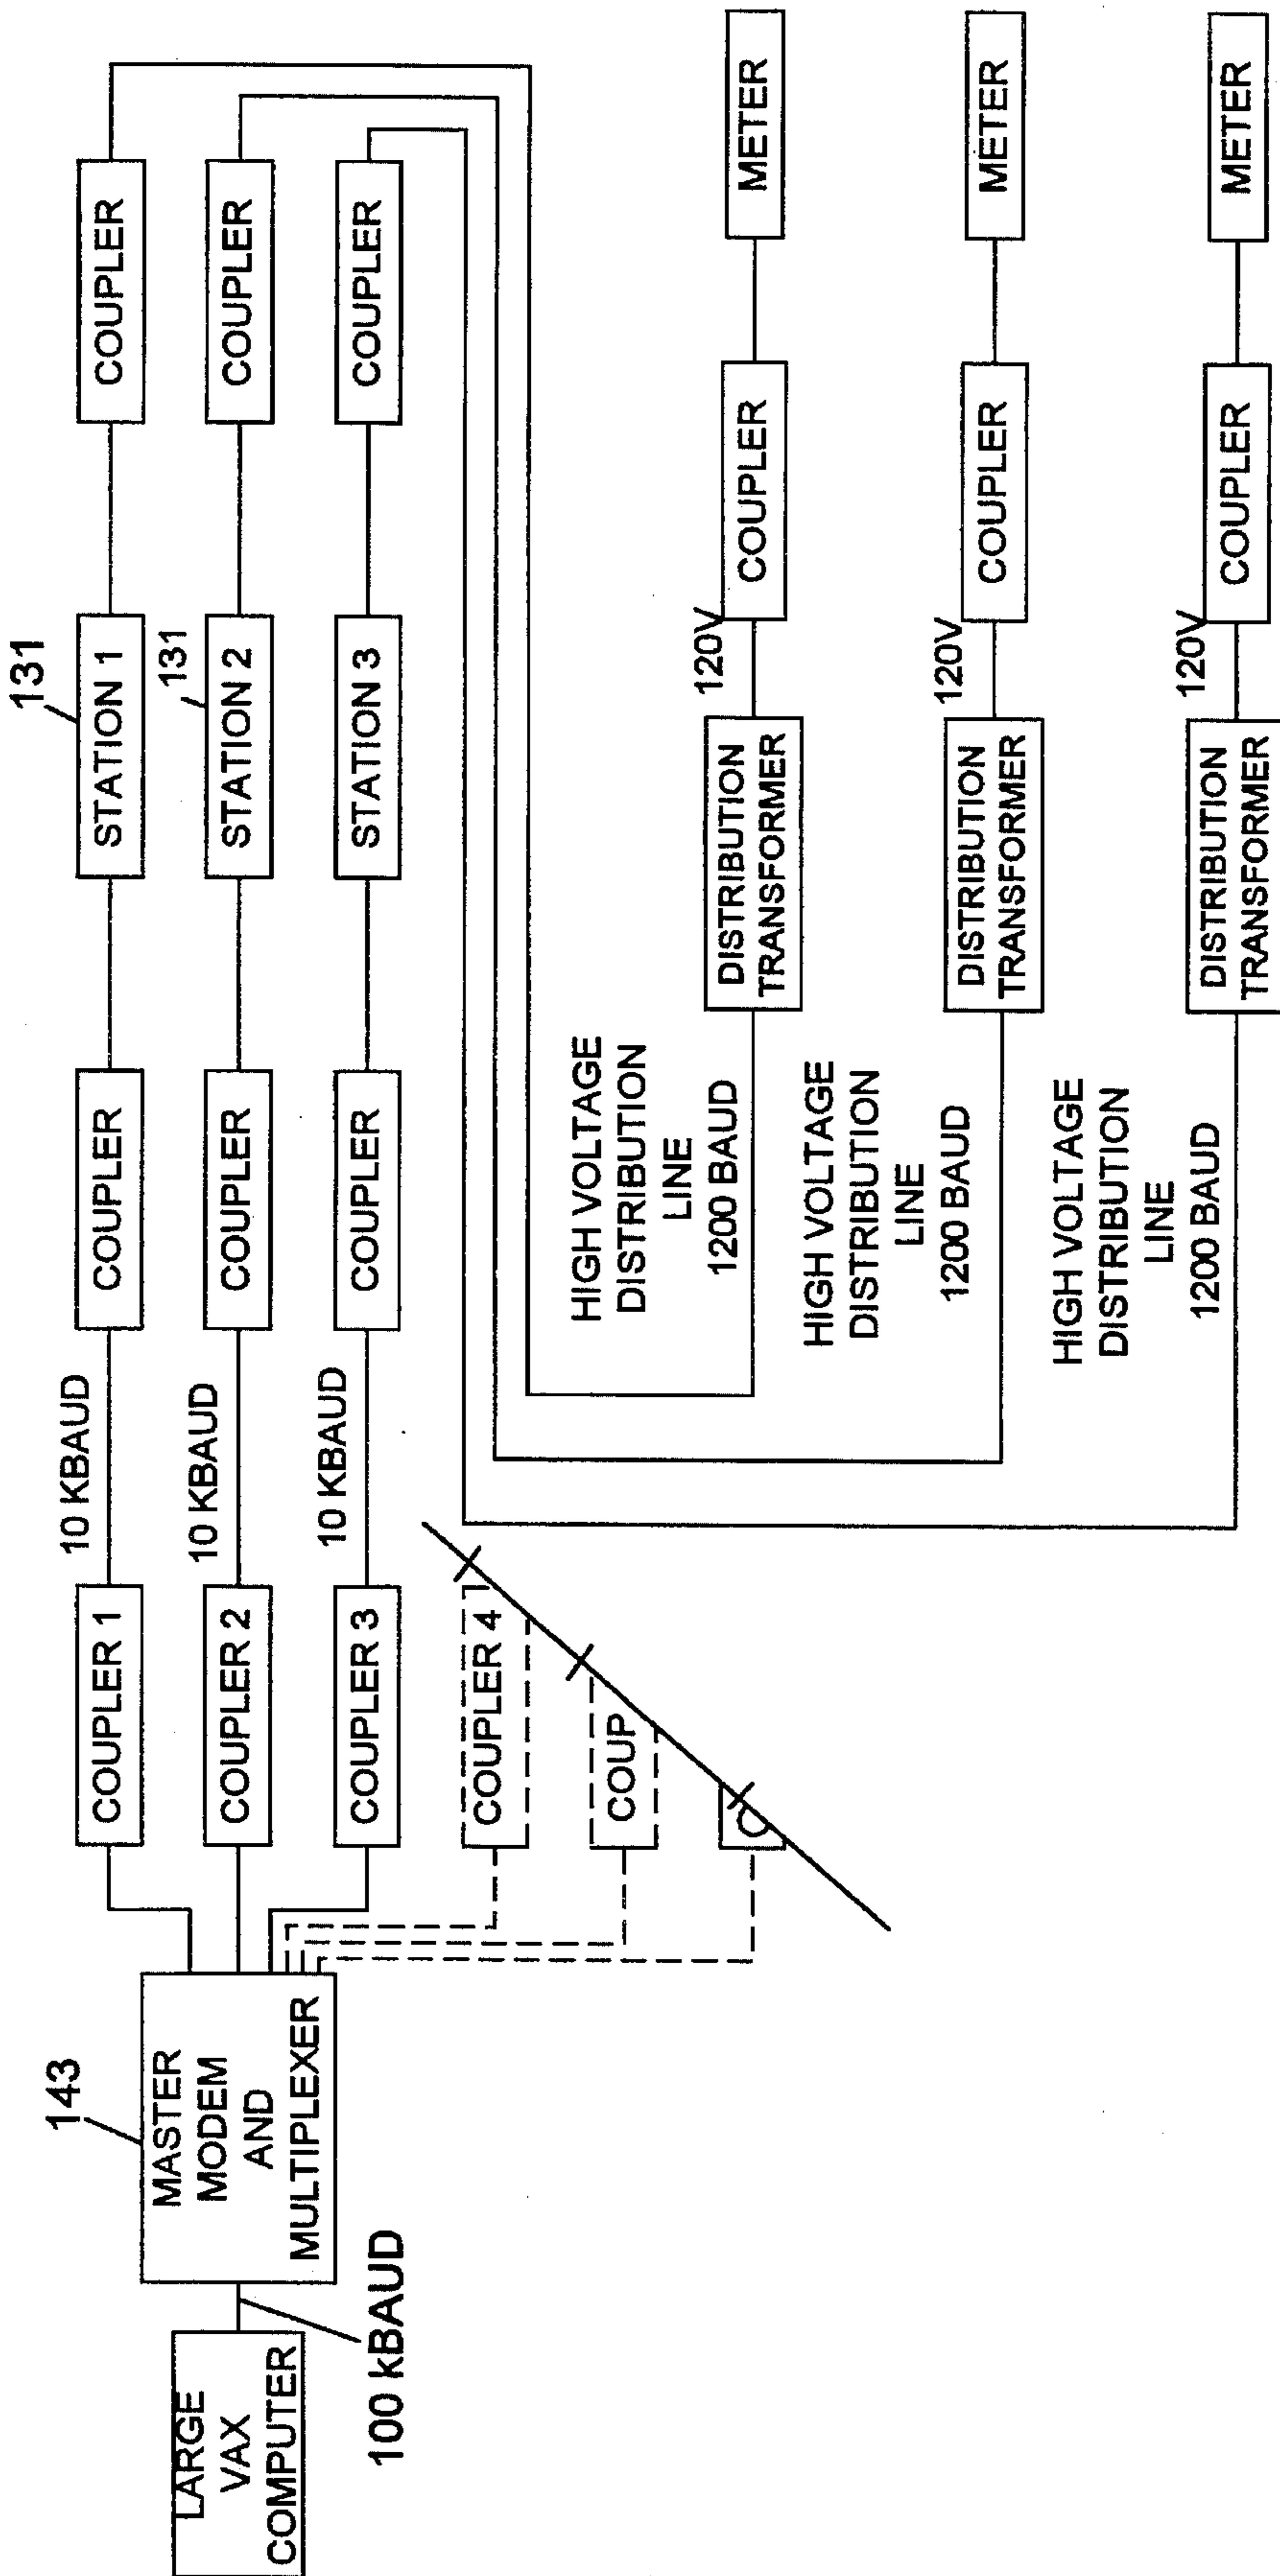 LARGE
VAX
COMPUTER
100 kBAUD
143
MASTER
MODEM
AND
MULTIPLEXER
COUPLER 1
10 KBAUD
COUPLER
131
STATION 1
COUPLER
COUPLER 2
10 KBAUD
COUPLER
131
STATION 2
COUPLER
COUPLER 3
10 KBAUD
COUPLER
STATION 3
COUPLER
COUPLER 4
COUP
C
HIGH VOLTAGE
DISTRIBUTION
LINE
1200 BAUD
DISTRIBUTION
TRANSFORMER
120V
COUPLER
METER
HIGH VOLTAGE
DISTRIBUTION
LINE
1200 BAUD
DISTRIBUTION
TRANSFORMER
120V
COUPLER
METER
HIGH VOLTAGE
DISTRIBUTION
LINE
1200 BAUD
DISTRIBUTION
TRANSFORMER
120V
COUPLER
METER